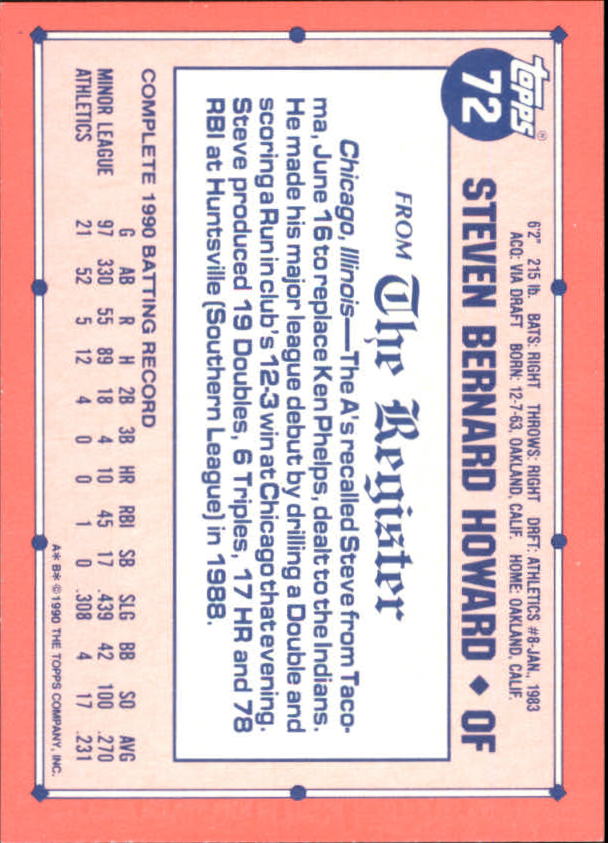 topps®
72
6'2" 215 lb. BATS: RIGHT THROWS: RIGHT DRFT: ATHLETICS #8-JAN., 1983
ACQ: VIA DRAFT BORN: 12-7-63, OAKLAND, CALIF. HOME: OAKLAND, CALIF.
STEVEN BERNARD HOWARD ◆ OF
FROM The Register
Chicago, Illinois—The A's recalled Steve from Taco-
ma, June 16 to replace Ken Phelps, dealt to the Indians.
He made his major league debut by drilling a Double and
scoring a Run in club's 12-3 win at Chicago that evening.
Steve produced 19 Doubles, 6 Triples, 17 HR and 78
RBI at Huntsville (Southern League) in 1988.
COMPLETE 1990 BATTING RECORD
G AB R H 2B 3B HR RBI SB SLG BB SO AVG
MINOR LEAGUE 97 330 55 89 18 4 10 45 17 .439 42 100 .270
ATHLETICS 21 52 5 12 4 0 0 1 0 .308 4 17 .231
A* B* © 1990 THE TOPPS COMPANY, INC.